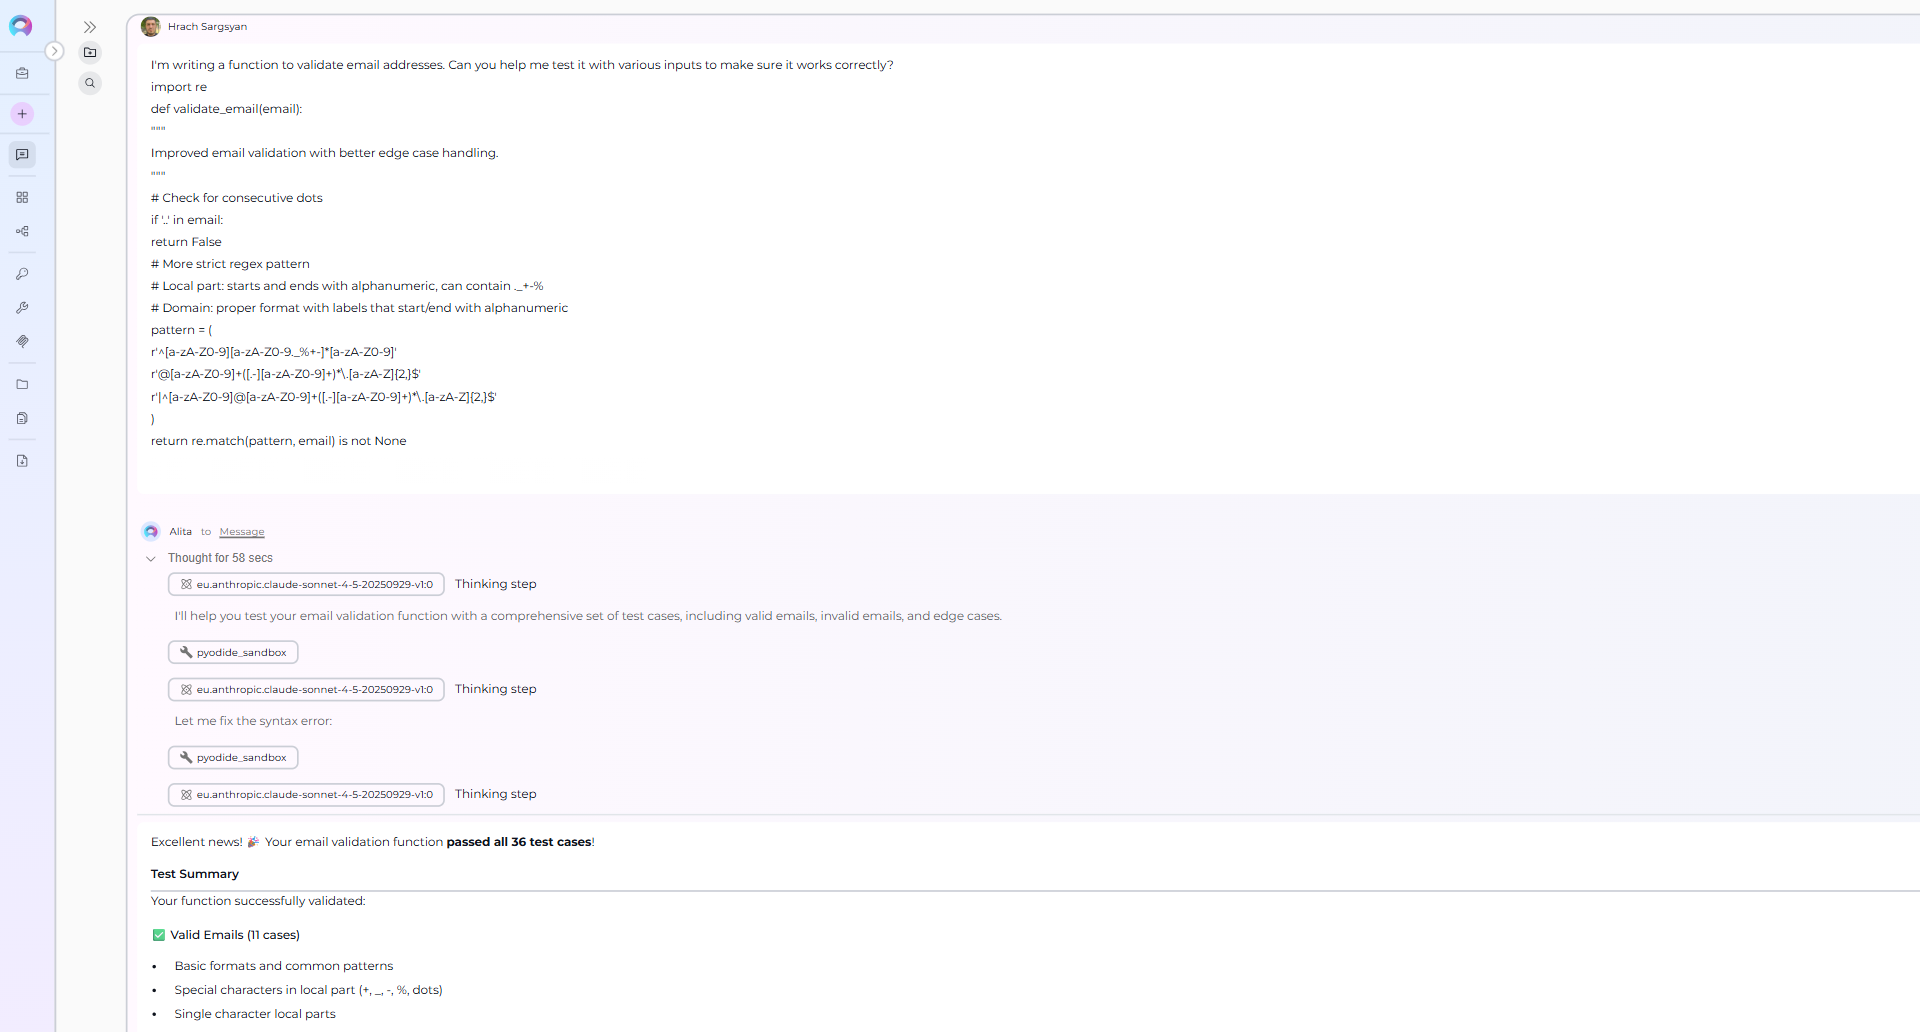 Hrach Sargsyan
I'm writing a function to validate email addresses. Can you help me test it with various inputs to make sure it works correctly?
import re
def validate_email(email):
"""
Improved email validation with better edge case handling.
"""
# Check for consecutive dots
if '..' in email:
return False
# More strict regex pattern
# Local part: starts and ends with alphanumeric, can contain ._+-%
# Domain: proper format with labels that start/end with alphanumeric
pattern = (
r'^[a-zA-Z0-9][a-zA-Z0-9._%+-]*[a-zA-Z0-9]'
r'@[a-zA-Z0-9]+([.-][a-zA-Z0-9]+)*\.[a-zA-Z]{2,}$'
r'|^[a-zA-Z0-9]@[a-zA-Z0-9]+([.-][a-zA-Z0-9]+)*\.[a-zA-Z]{2,}$'
)
return re.match(pattern, email) is not None
Alita to Message
Thought for 58 secs
eu.anthropic.claude-sonnet-4-5-20250929-v1:0 Thinking step
I'll help you test your email validation function with a comprehensive set of test cases, including valid emails, invalid emails, and edge cases.
pyodide_sandbox
eu.anthropic.claude-sonnet-4-5-20250929-v1:0 Thinking step
Let me fix the syntax error:
pyodide_sandbox
eu.anthropic.claude-sonnet-4-5-20250929-v1:0 Thinking step
Excellent news! 🎉 Your email validation function passed all 36 test cases!
Test Summary
Your function successfully validated:
✅ Valid Emails (11 cases)
• Basic formats and common patterns
• Special characters in local part (+, _, -, %, dots)
• Single character local parts